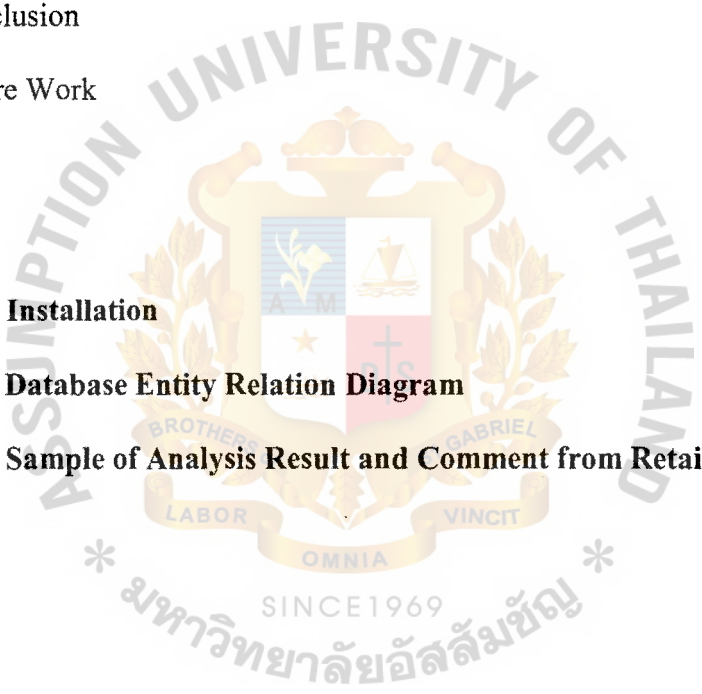 clusion
re Work
ASSUMPTION UNIVERSITY OF THAILAND
Installation
A M
Database Entity Relation Diagram
D S
BROTHERS
GABRIEL
Sample of Analysis Result and Comment from Retai
LABOR
VINCIT
OMNIA
SINCE1969
* มหาวิทยาลัยอัสสัมชัญ *